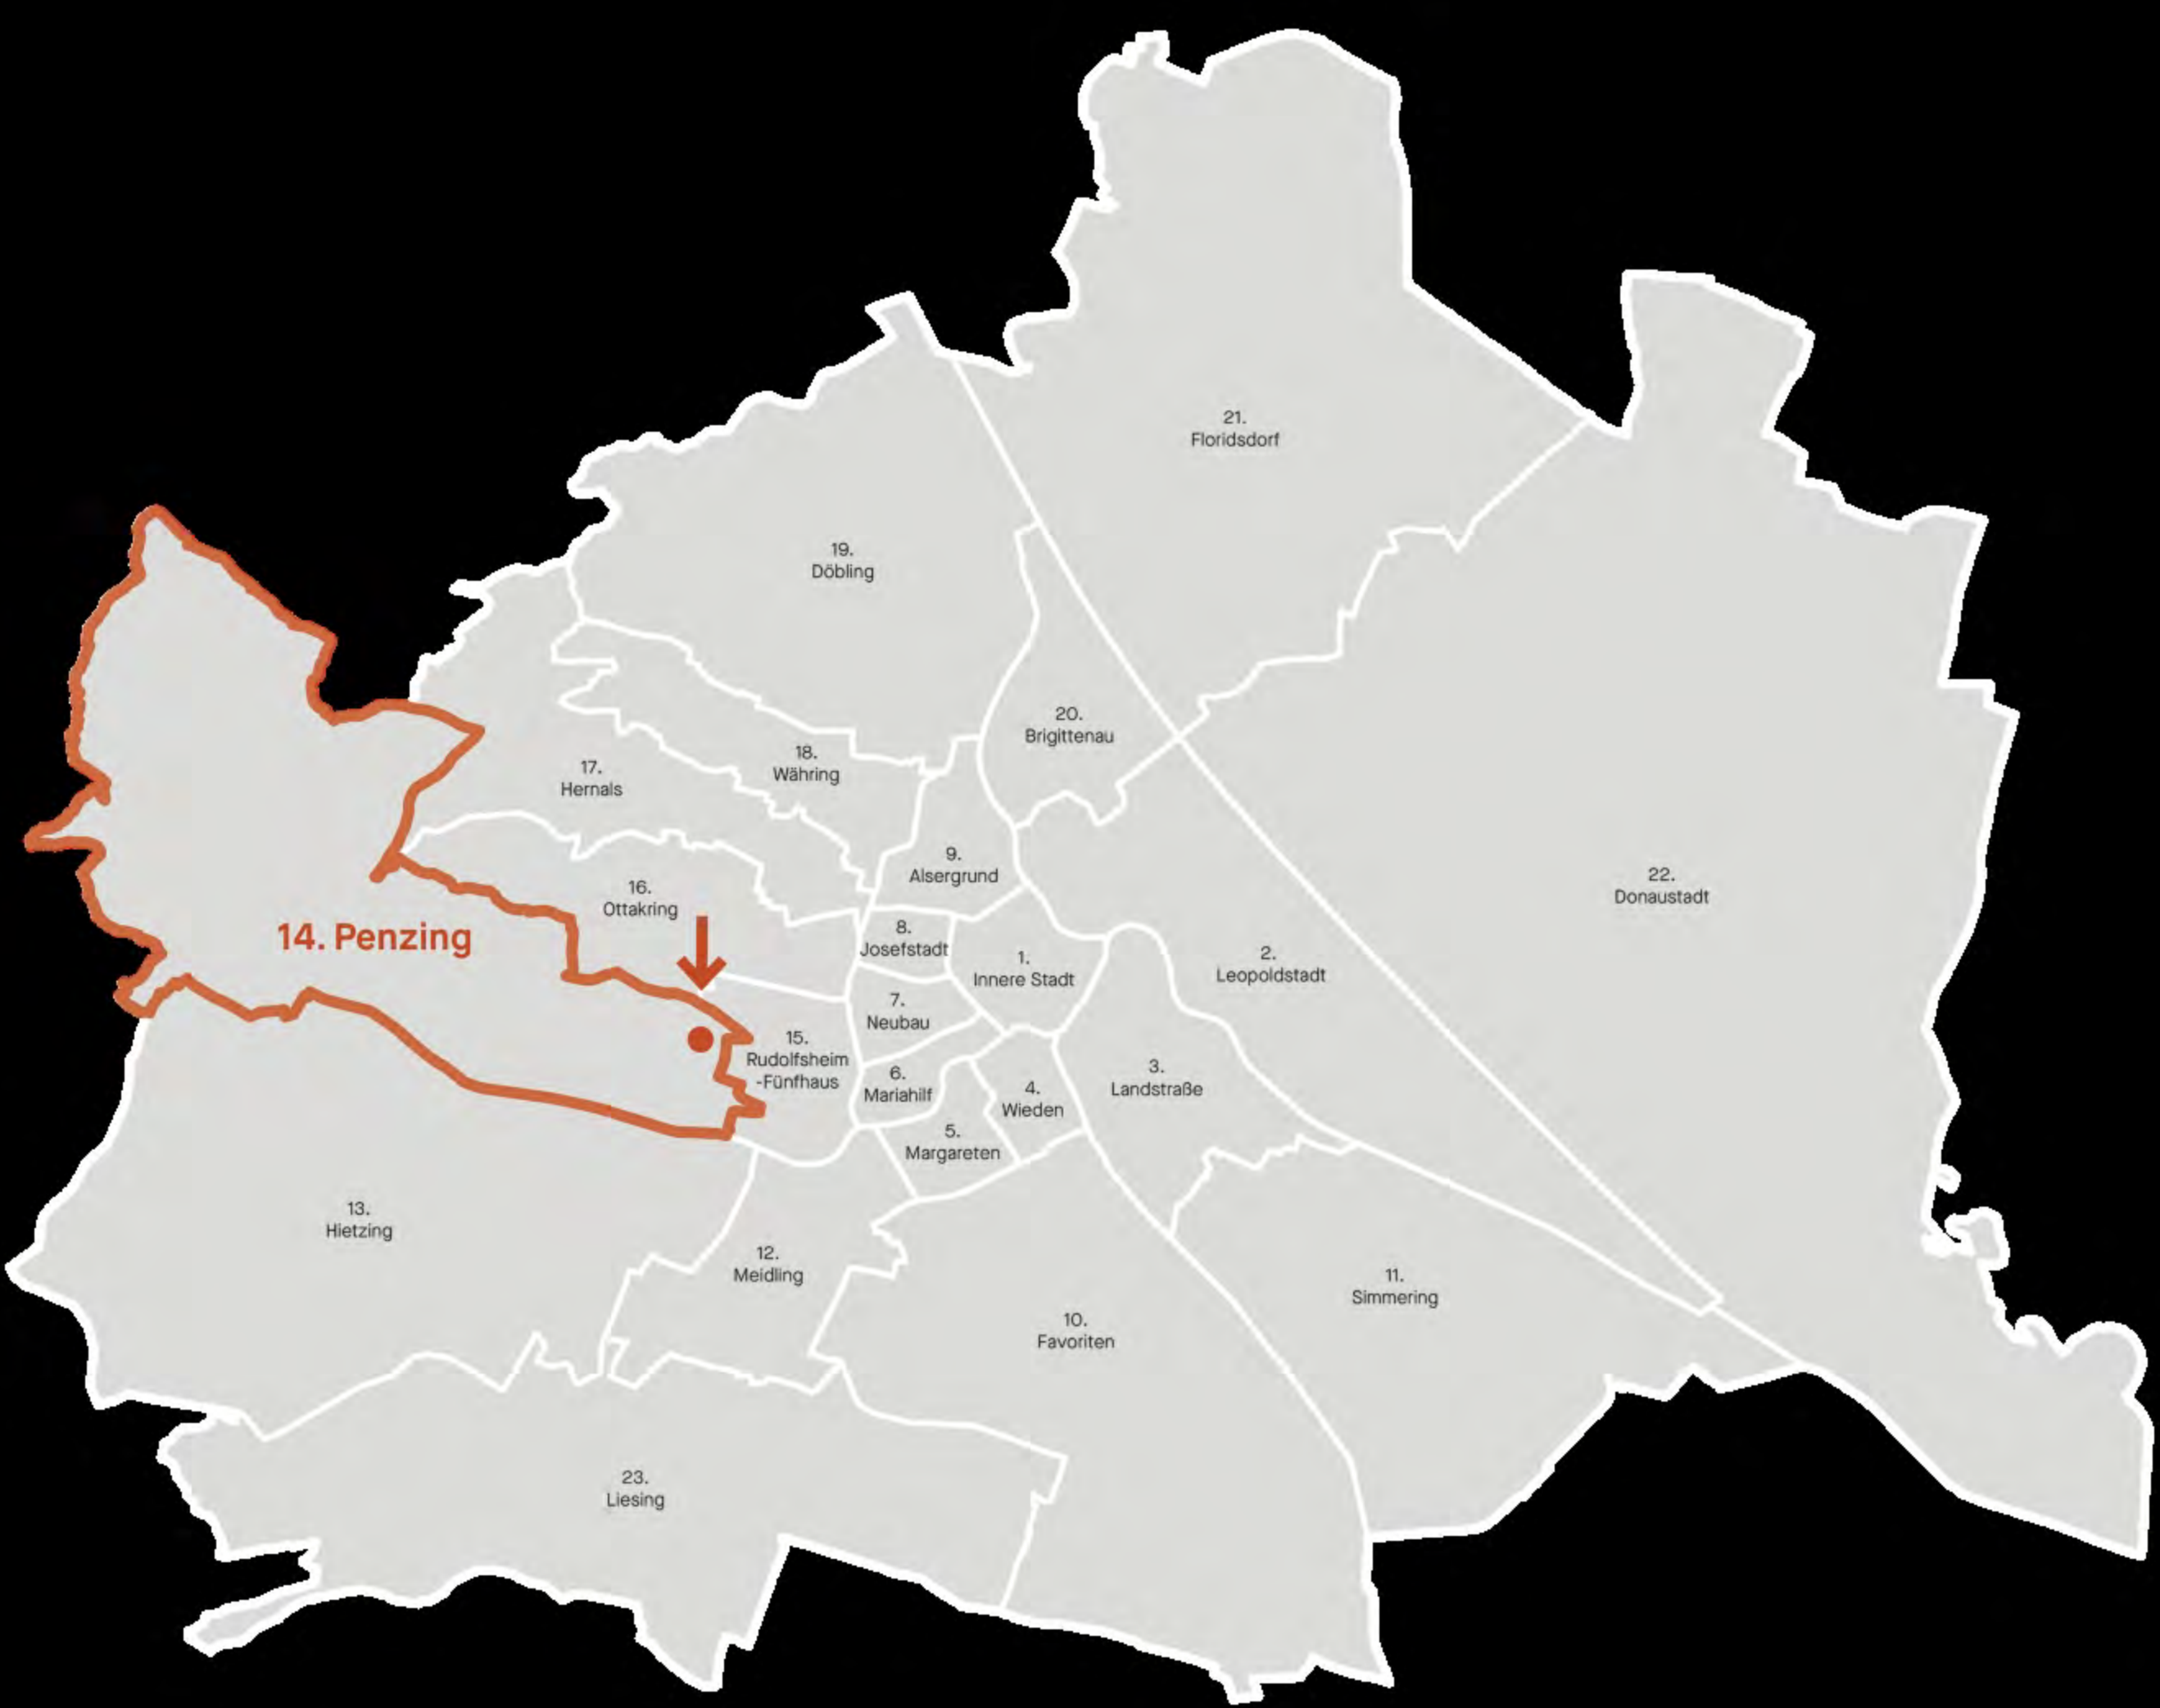 21.
Floridsdorf
19.
Döbling
20.
Brigittenau
18.
Währing
17.
Hernals
9.
Alsergrund
22.
Donaustadt
16.
Ottakring
14. Penzing
8.
Josefstadt
1.
Innere Stadt
2.
Leopoldstadt
7.
Neubau
15.
Rudolfsheim
-Fünfhaus
6.
Mariahilf
4.
Wieden
3.
Landstraße
5.
Margareten
13.
Hietzing
12.
Meidling
11.
Simmering
10.
Favoriten
23.
Liesing